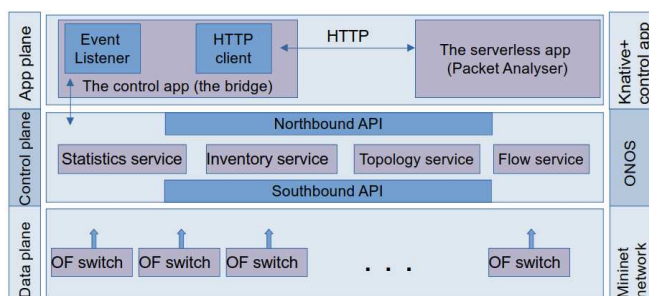 App plane
Event
Listener
HTTP
client
The control app (the bridge)
HTTP
The serverless app
(Packet Analyser)
Knative+
control app
Control plane
Northbound API
Statistics service
Inventory service
Topology service
Flow service
Southbound API
ONOS
Data plane
OF switch
OF switch
OF switch
. . .
OF switch
Mininet
network